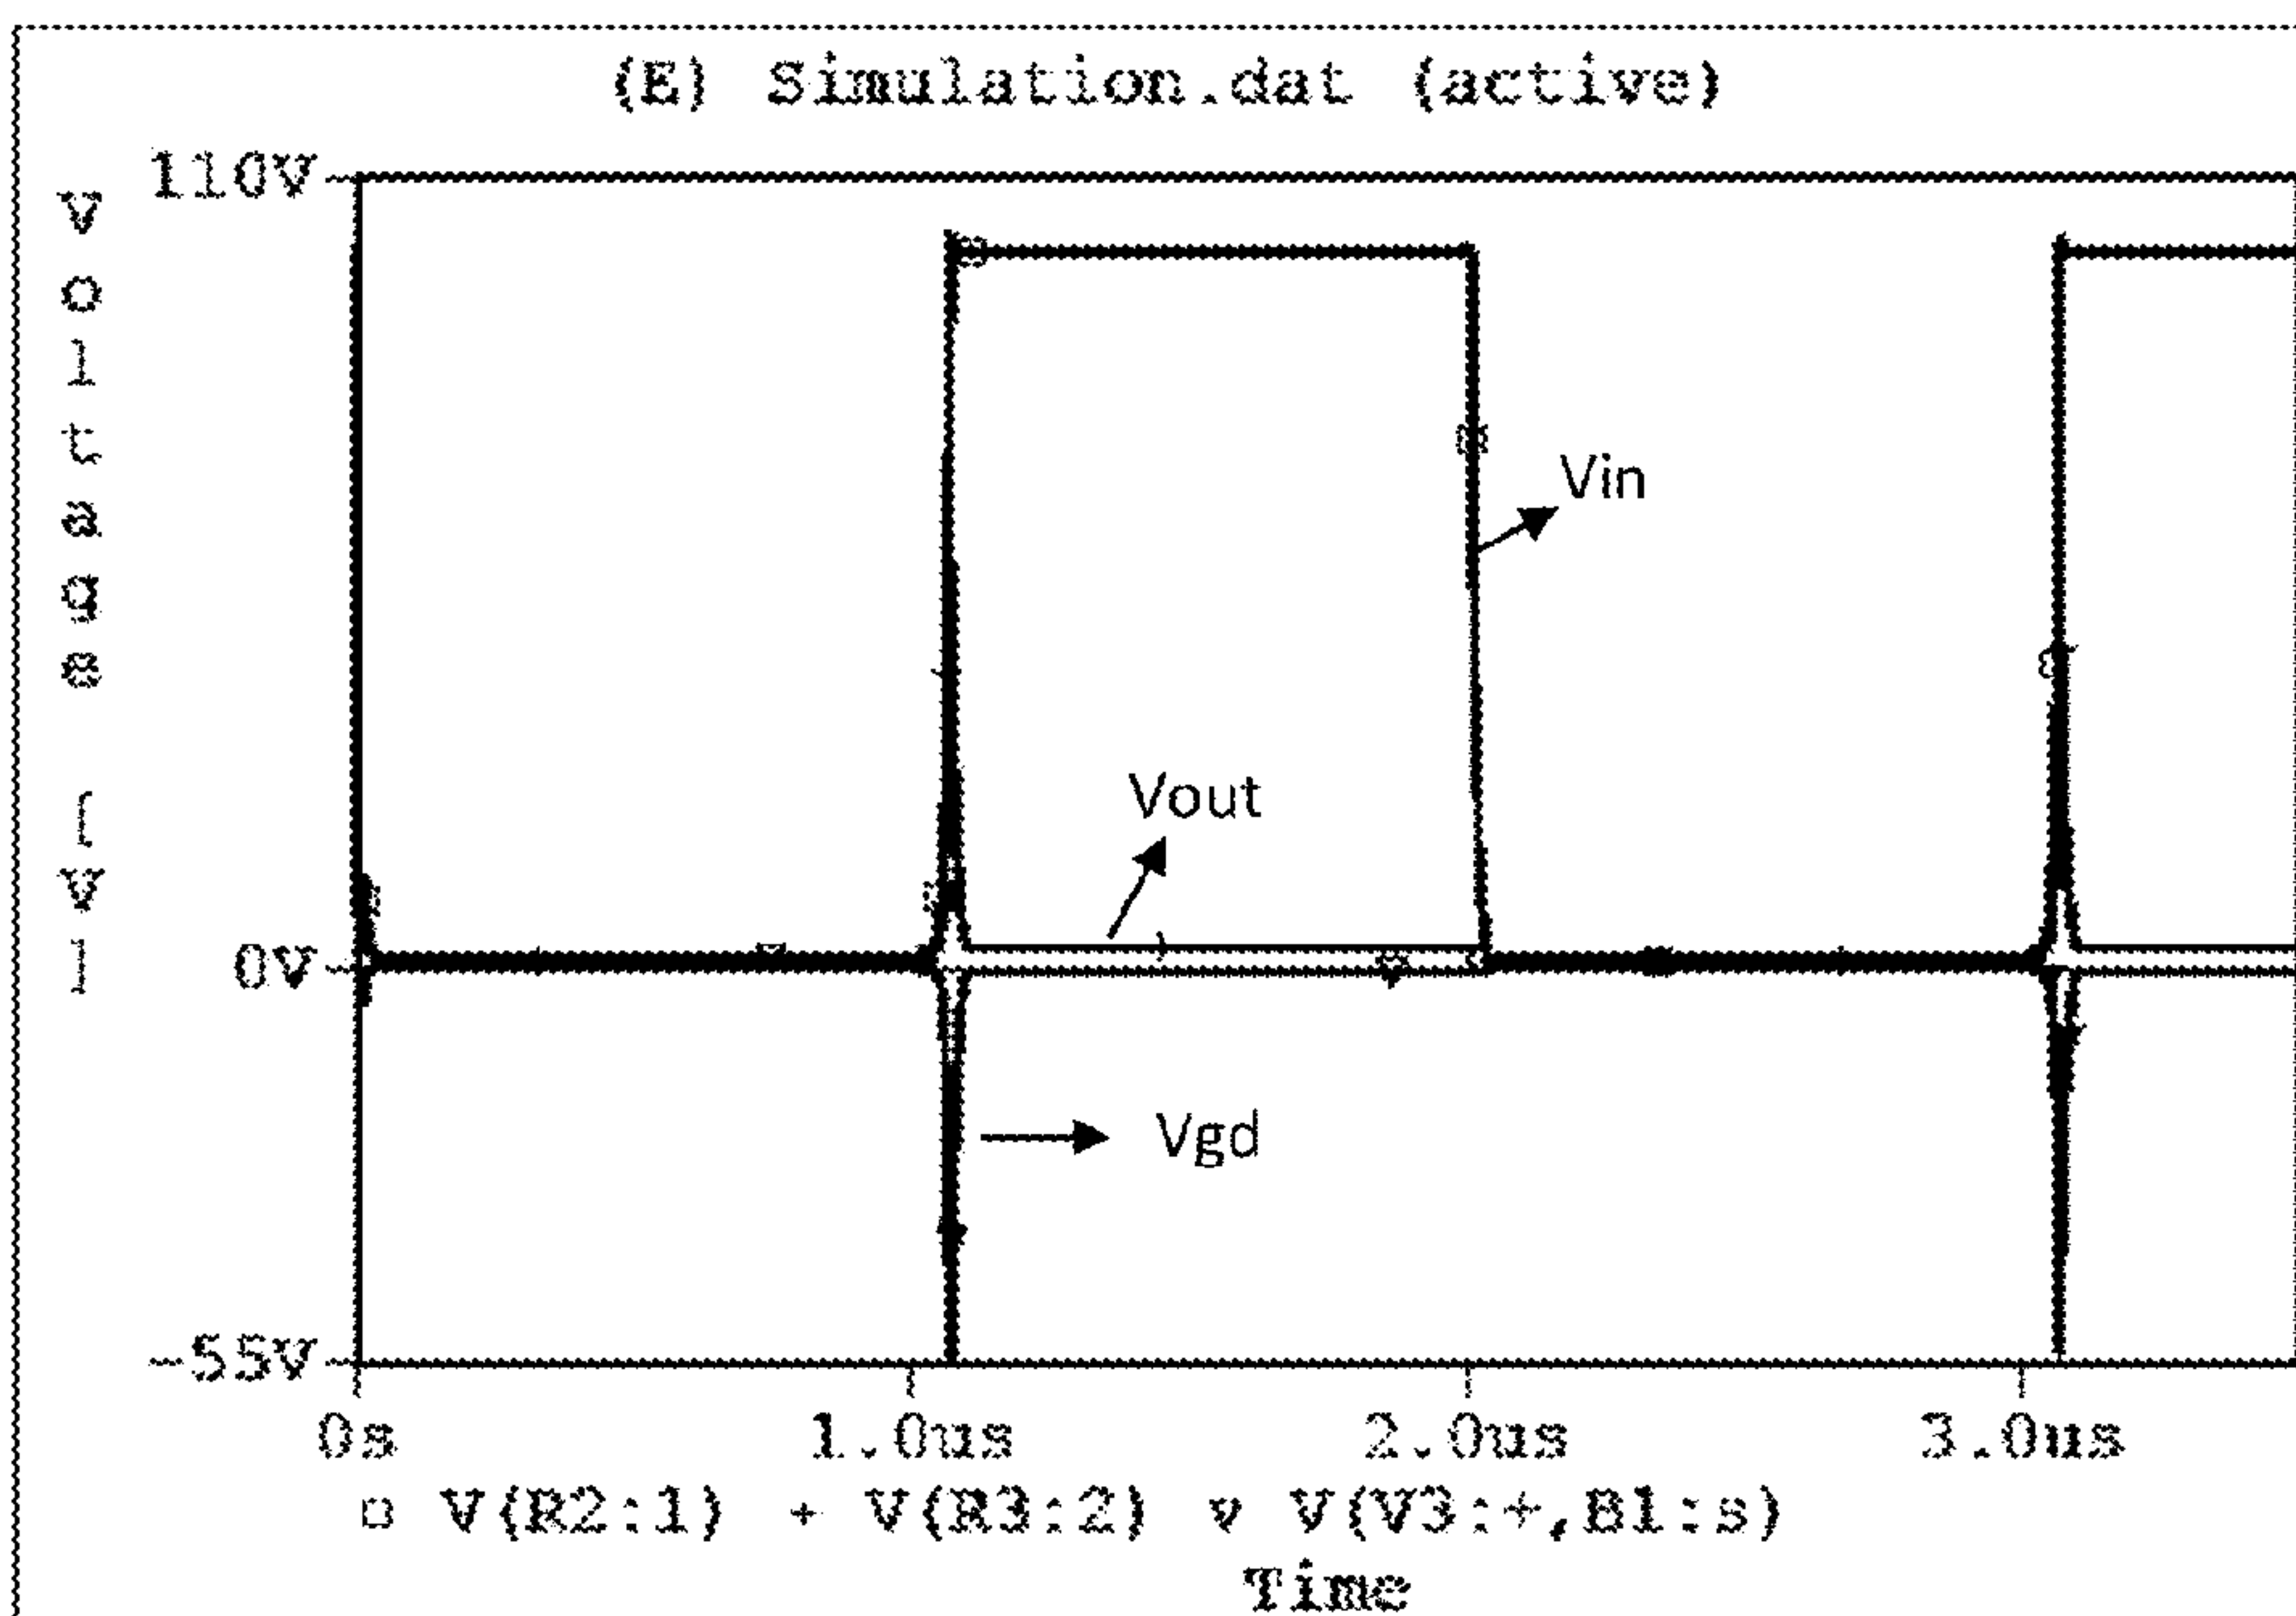 (E) Simulation.dat (active)
110V
voltage [V]
Vin
Vout
0V
Vgd
-55V
0s 1.0us 2.0us 3.0us
□ V(R2:1) + V(R3:2) ▿ V(V3:+,B1:s)
Time